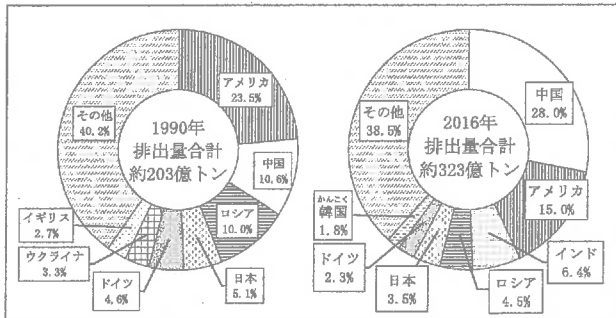 1990年
排出量合計
約203億トン
アメリカ
23.5%
中国
10.6%
ロシア
10.0%
日本
5.1%
ドイツ
4.6%
ウクライナ
3.3%
イギリス
2.7%
その他
40.2%
2016年
排出量合計
約323億トン
中国
28.0%
アメリカ
15.0%
インド
6.4%
ロシア
4.5%
日本
3.5%
ドイツ
2.3%
かんこく
韓国
1.8%
その他
38.5%